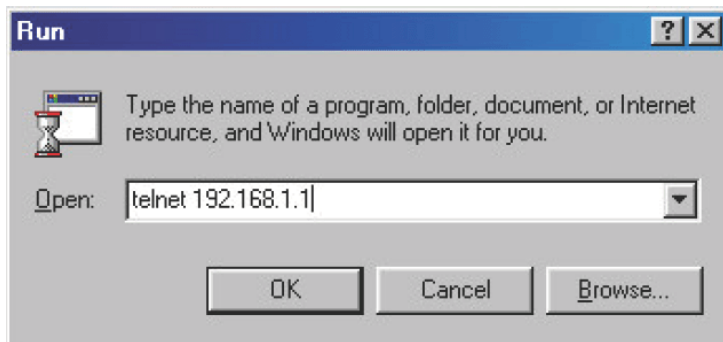 Run
Type the name of a program, folder, document, or Internet
resource, and Windows will open it for you.
Open: telnet 192.168.1.1
OK Cancel Browse...